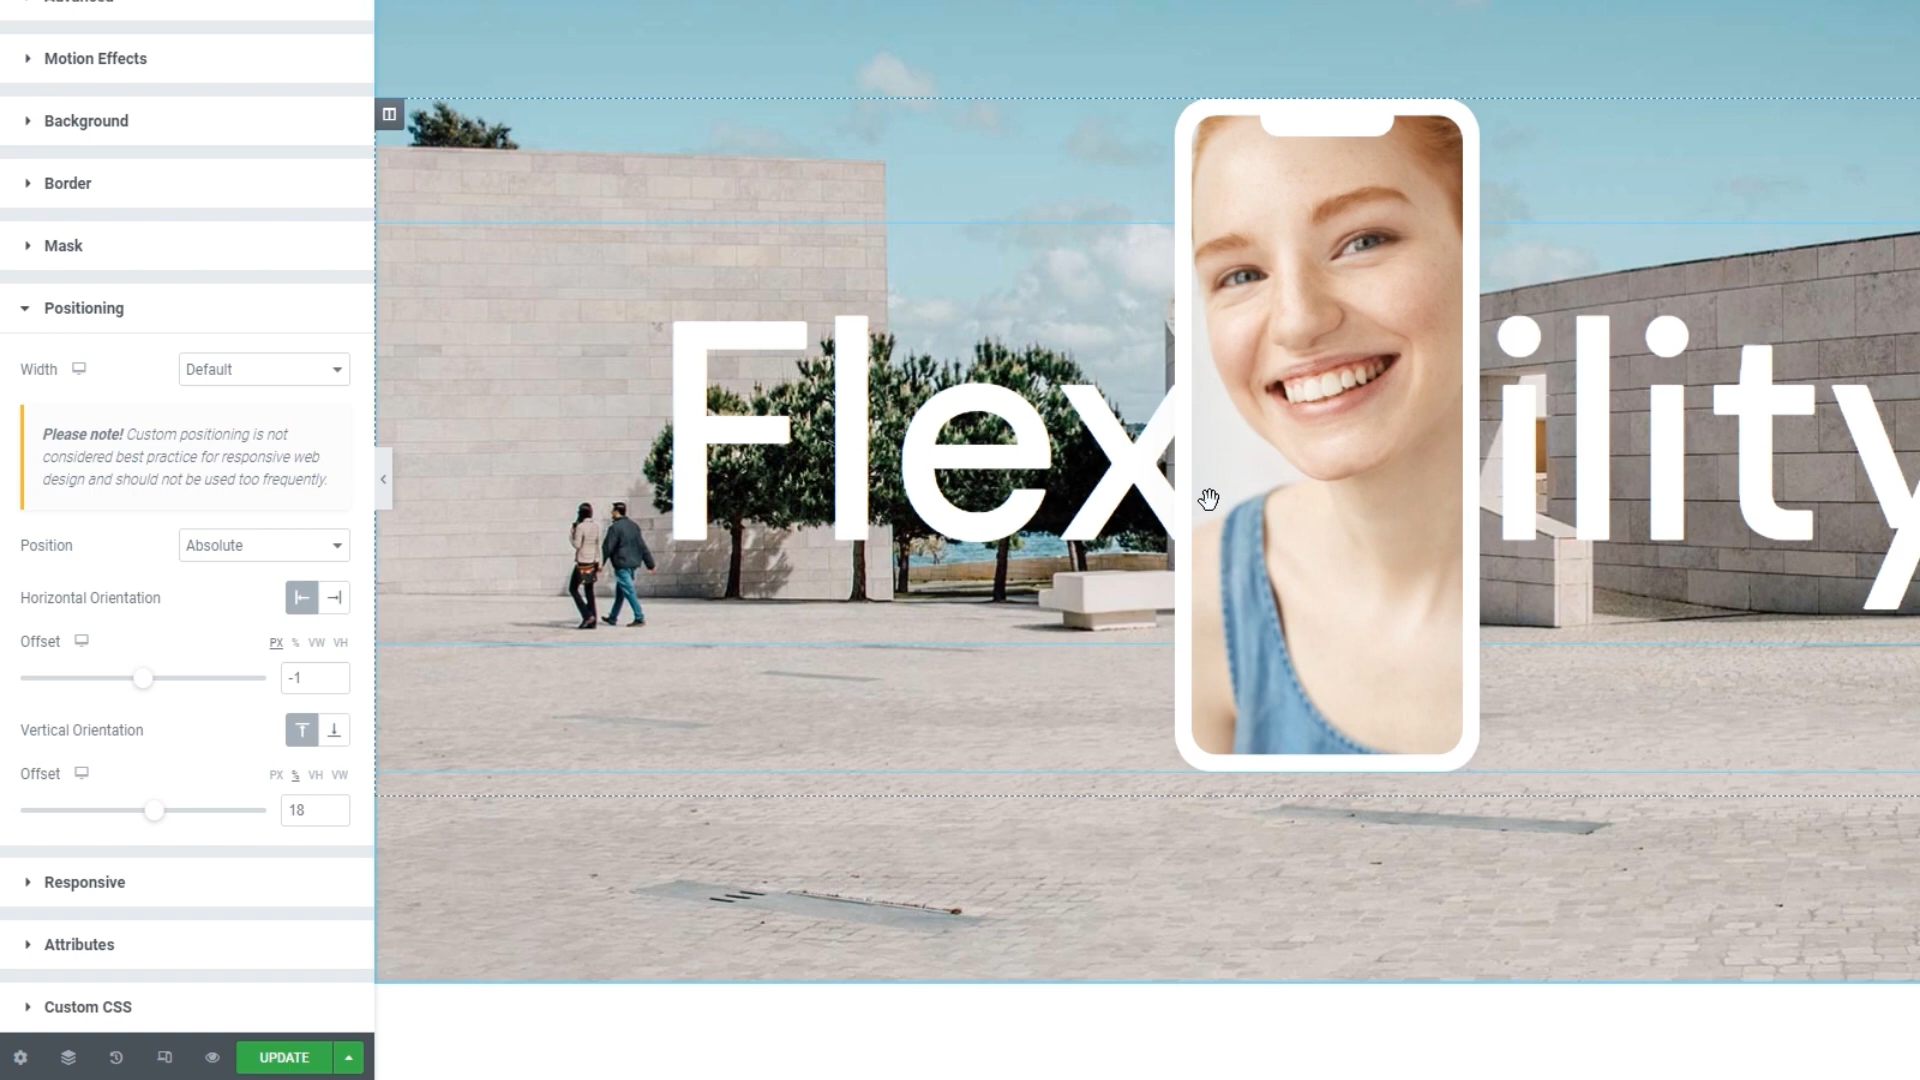 Advanced
Motion Effects
Background
Border
Mask
Positioning
Width Default
Please note! Custom positioning is not
considered best practice for responsive web
design and should not be used too frequently.
Position Absolute
Horizontal Orientation
Offset PX % VW VH
-1
Vertical Orientation
Offset PX % VH VW
18
Responsive
Attributes
Custom CSS
UPDATE
Flex ility